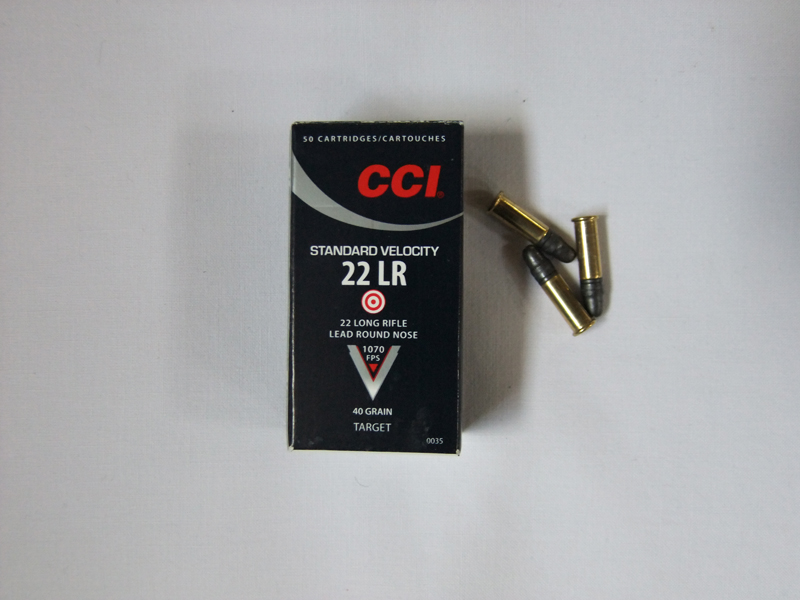 50 CARTRIDGES/CARTOUCHES
CCI
STANDARD VELOCITY
22 LR
22 LONG RIFLE
LEAD ROUND NOSE
1070
FPS
40 GRAIN
TARGET
0035